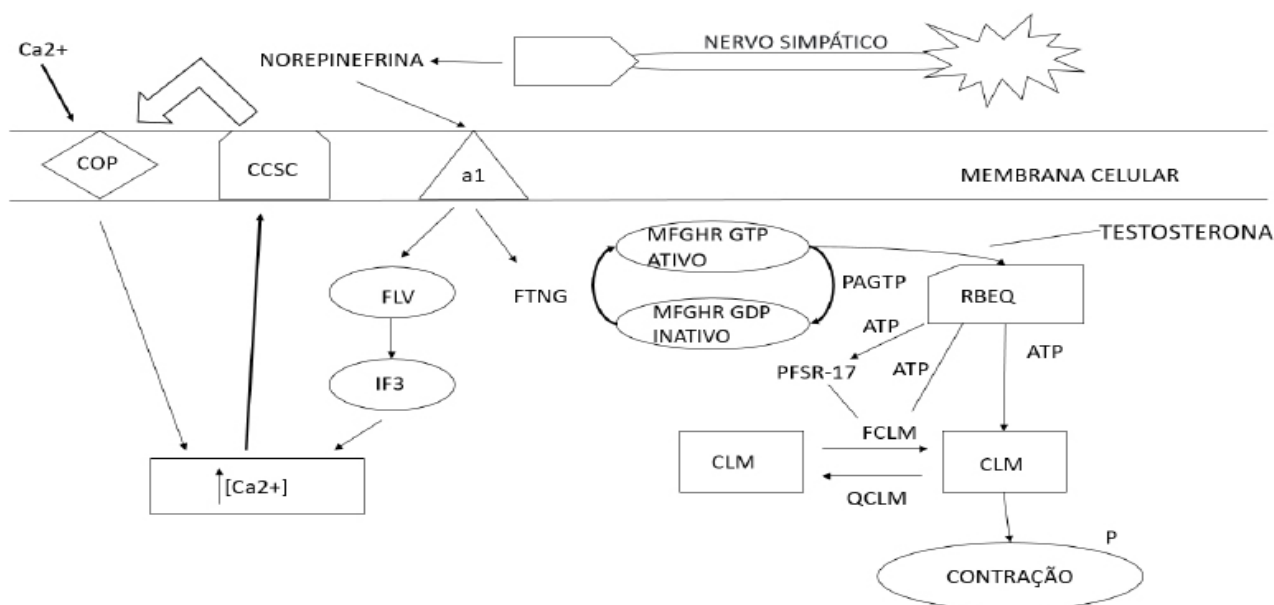 Ca2+
NOREPINEFRINA
NERVO SIMPÁTICO
COP
CCSC
a1
MEMBRANA CELULAR
MFGHR GTP
ATIVO
TESTOSTERONA
FLV
FTNG
PAGTP
RBEQ
MFGHR GDP
INATIVO
ATP
ATP
ATP
PFSR-17
IF3
FCLM
CLM
CLM
QCLM
[Ca2+]
P
CONTRAÇÃO